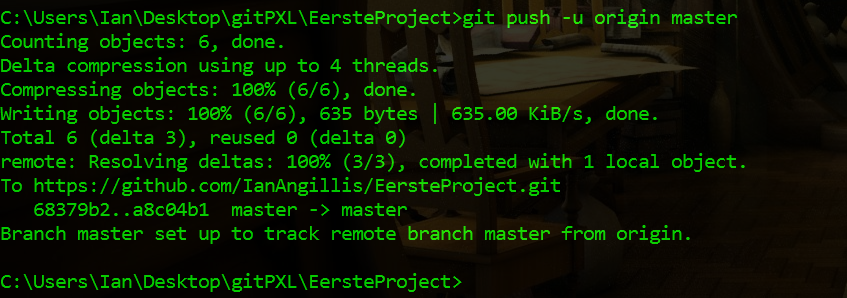 C:\Users\Ian\Desktop\gitPXL\EersteProject>git push -u origin master
Counting objects: 6, done.
Delta compression using up to 4 threads.
Compressing objects: 100% (6/6), done.
Writing objects: 100% (6/6), 635 bytes | 635.00 KiB/s, done.
Total 6 (delta 3), reused 0 (delta 0)
remote: Resolving deltas: 100% (3/3), completed with 1 local object.
To https://github.com/IanAngillis/EersteProject.git
   68379b2..a8c04b1  master -> master
Branch master set up to track remote branch master from origin.
C:\Users\Ian\Desktop\gitPXL\EersteProject>